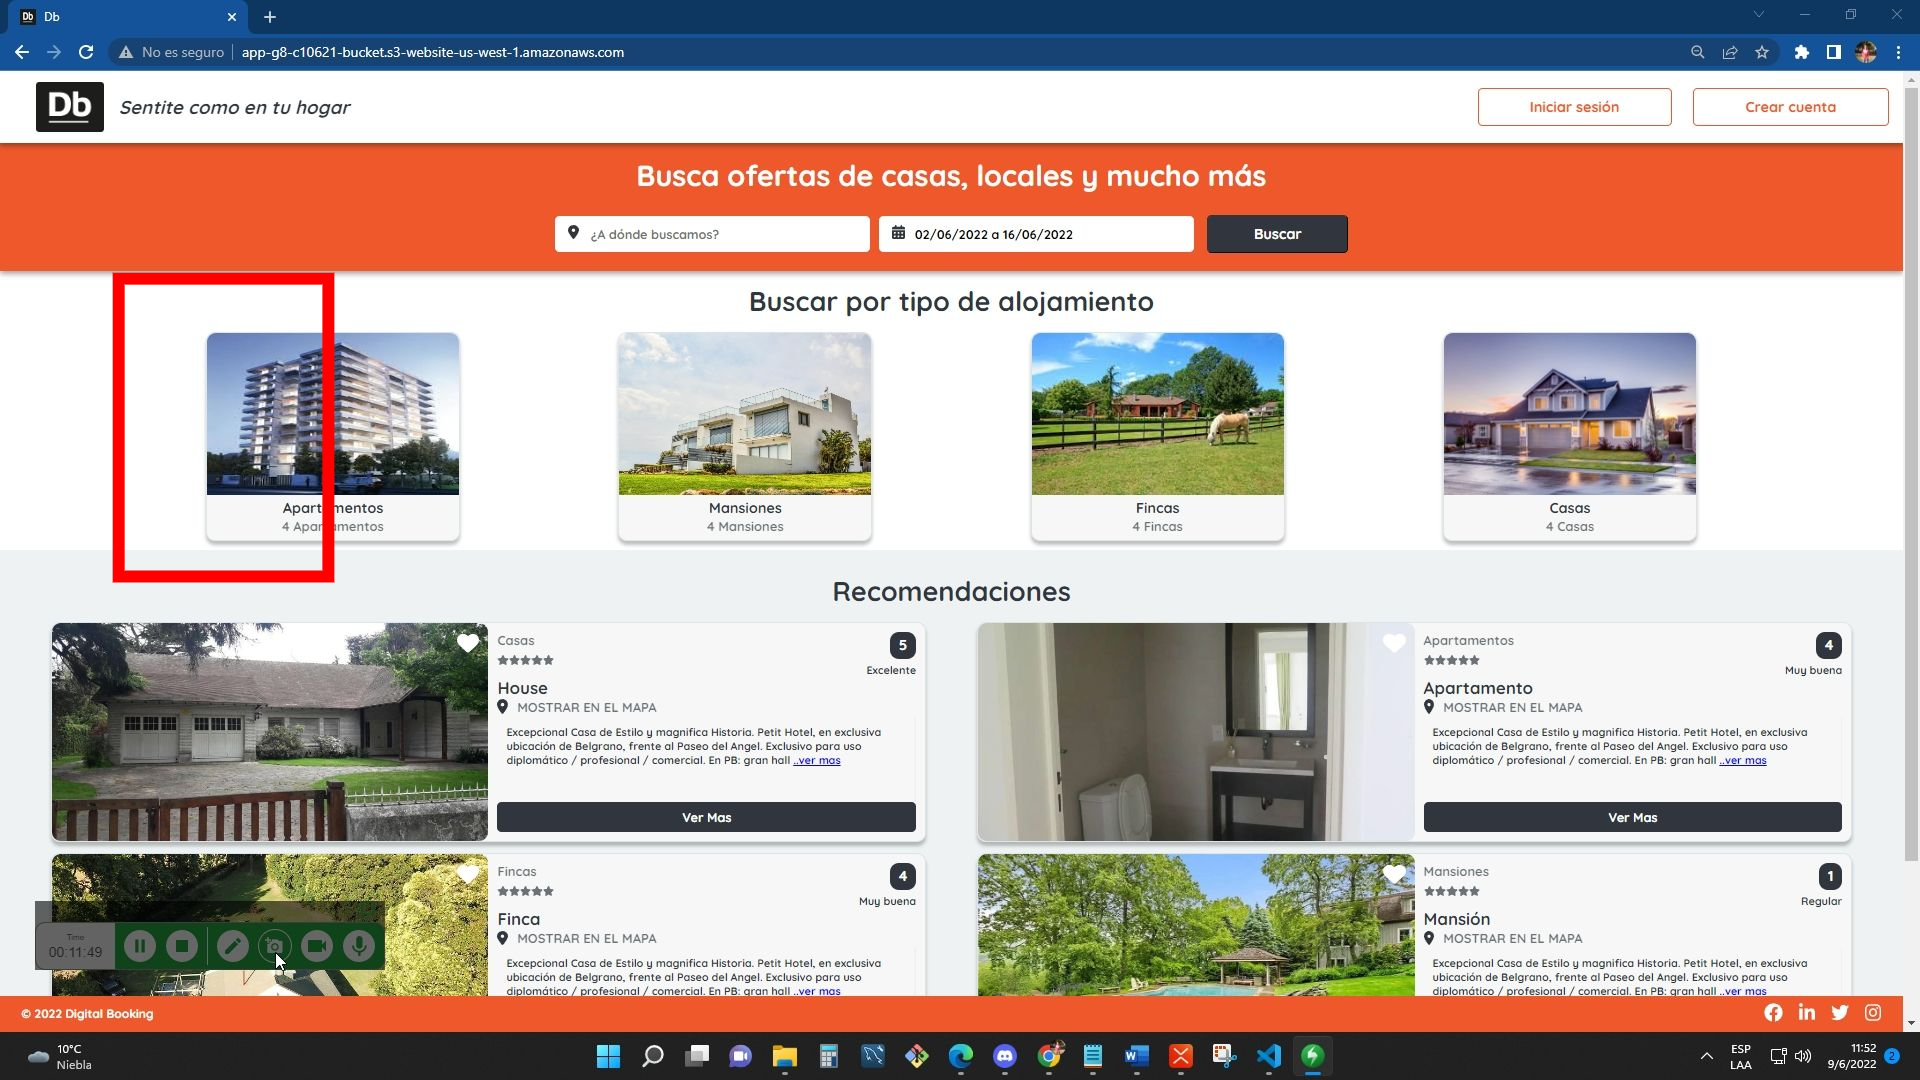 Db
No es seguro
app-g8-c10621-bucket.s3-website-us-west-1.amazonaws.com
Db
Sentite como en tu hogar
Iniciar sesión
Crear cuenta
Busca ofertas de casas, locales y mucho más
¿A dónde buscamos?
02/06/2022 a 16/06/2022
Buscar
Buscar por tipo de alojamiento
Apartamentos
4 Apartamentos
Mansiones
4 Mansiones
Fincas
4 Fincas
Casas
4 Casas
Recomendaciones
Casas
5
Excelente
House
MOSTRAR EN EL MAPA
Excepcional Casa de Estilo y magnifica Historia. Petit Hotel, en exclusiva
ubicación de Belgrano, frente al Paseo del Angel. Exclusivo para uso
diplomático / profesional / comercial. En PB: gran hall ..ver mas
Ver Mas
Apartamentos
4
Muy buena
Apartamento
MOSTRAR EN EL MAPA
Excepcional Casa de Estilo y magnifica Historia. Petit Hotel, en exclusiva
ubicación de Belgrano, frente al Paseo del Angel. Exclusivo para uso
diplomático / profesional / comercial. En PB: gran hall ..ver mas
Ver Mas
Fincas
4
Muy buena
Finca
MOSTRAR EN EL MAPA
Excepcional Casa de Estilo y magnifica Historia. Petit Hotel, en exclusiva
ubicación de Belgrano, frente al Paseo del Angel. Exclusivo para uso
diplomático / profesional / comercial. En PB: gran hall ..ver mas
Mansiones
1
Regular
Mansión
MOSTRAR EN EL MAPA
Excepcional Casa de Estilo y magnifica Historia. Petit Hotel, en exclusiva
ubicación de Belgrano, frente al Paseo del Angel. Exclusivo para uso
diplomático / profesional / comercial. En PB: gran hall ..ver mas
Time
00:11:49
© 2022 Digital Booking
10°C
Niebla
ESP
LAA
11:52
9/6/2022
2